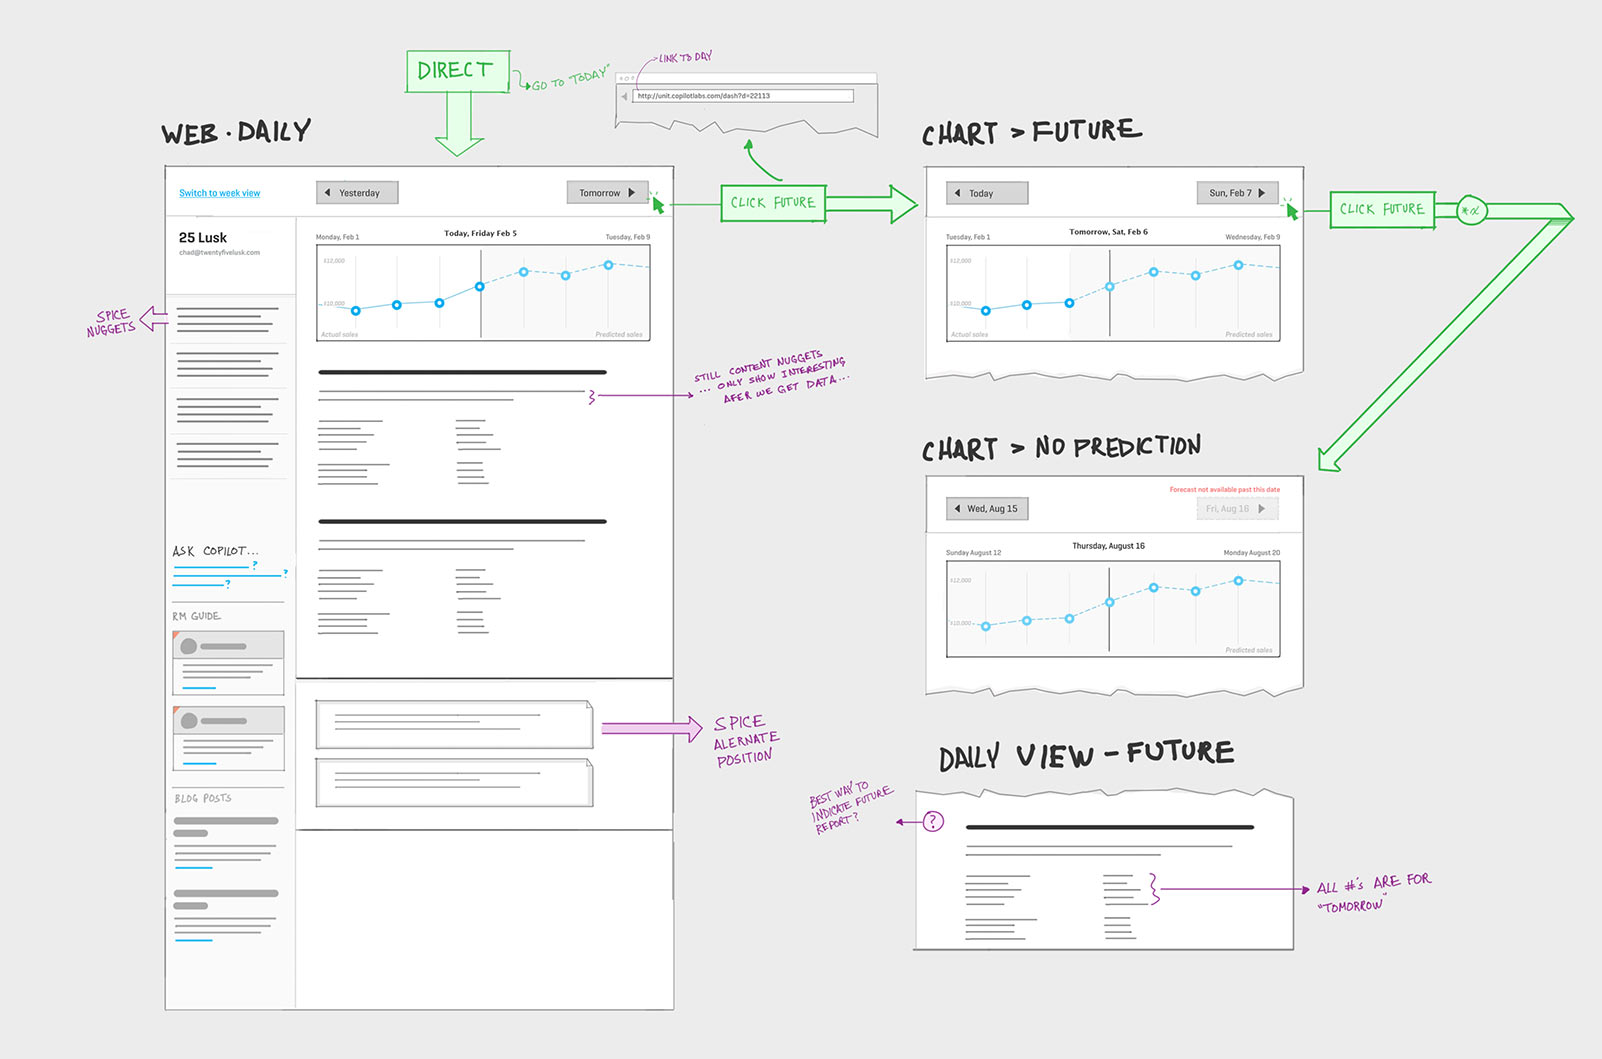 DIRECT
GO TO "TODAY"
LINK TO DAY
http://unit.copilotlabs.com/dash?d=22113
WEB · DAILY
Switch to week view
Yesterday
Tomorrow
CLICK FUTURE
25 Lusk
chad@twentyfivelusk.com
Monday, Feb 1
Today, Friday Feb 5
Tuesday, Feb 9
$12,000
$10,000
Actual sales
Predicted sales
SPICE
NUGGETS
STILL CONTENT NUGGETS
... ONLY SHOW INTERESTING
AFER WE GET DATA...
ASK COPILOT...
?
?
?
RM GUIDE
BLOG POSTS
SPICE
ALERNATE
POSITION
CHART > FUTURE
Today
Sun, Feb 7
CLICK FUTURE
Tuesday, Feb 1
Tomorrow, Sat, Feb 6
Wednesday, Feb 9
$12,000
$10,000
Actual sales
Predicted sales
CHART > NO PREDICTION
Forecast not available past this date
Wed, Aug 15
Fri, Aug 16
Sunday August 12
Thursday, August 16
Monday August 20
$12,000
$10,000
Predicted sales
DAILY VIEW - FUTURE
BEST WAY TO
INDICATE FUTURE
REPORT?
?
ALL #'s ARE FOR
"TOMORROW"